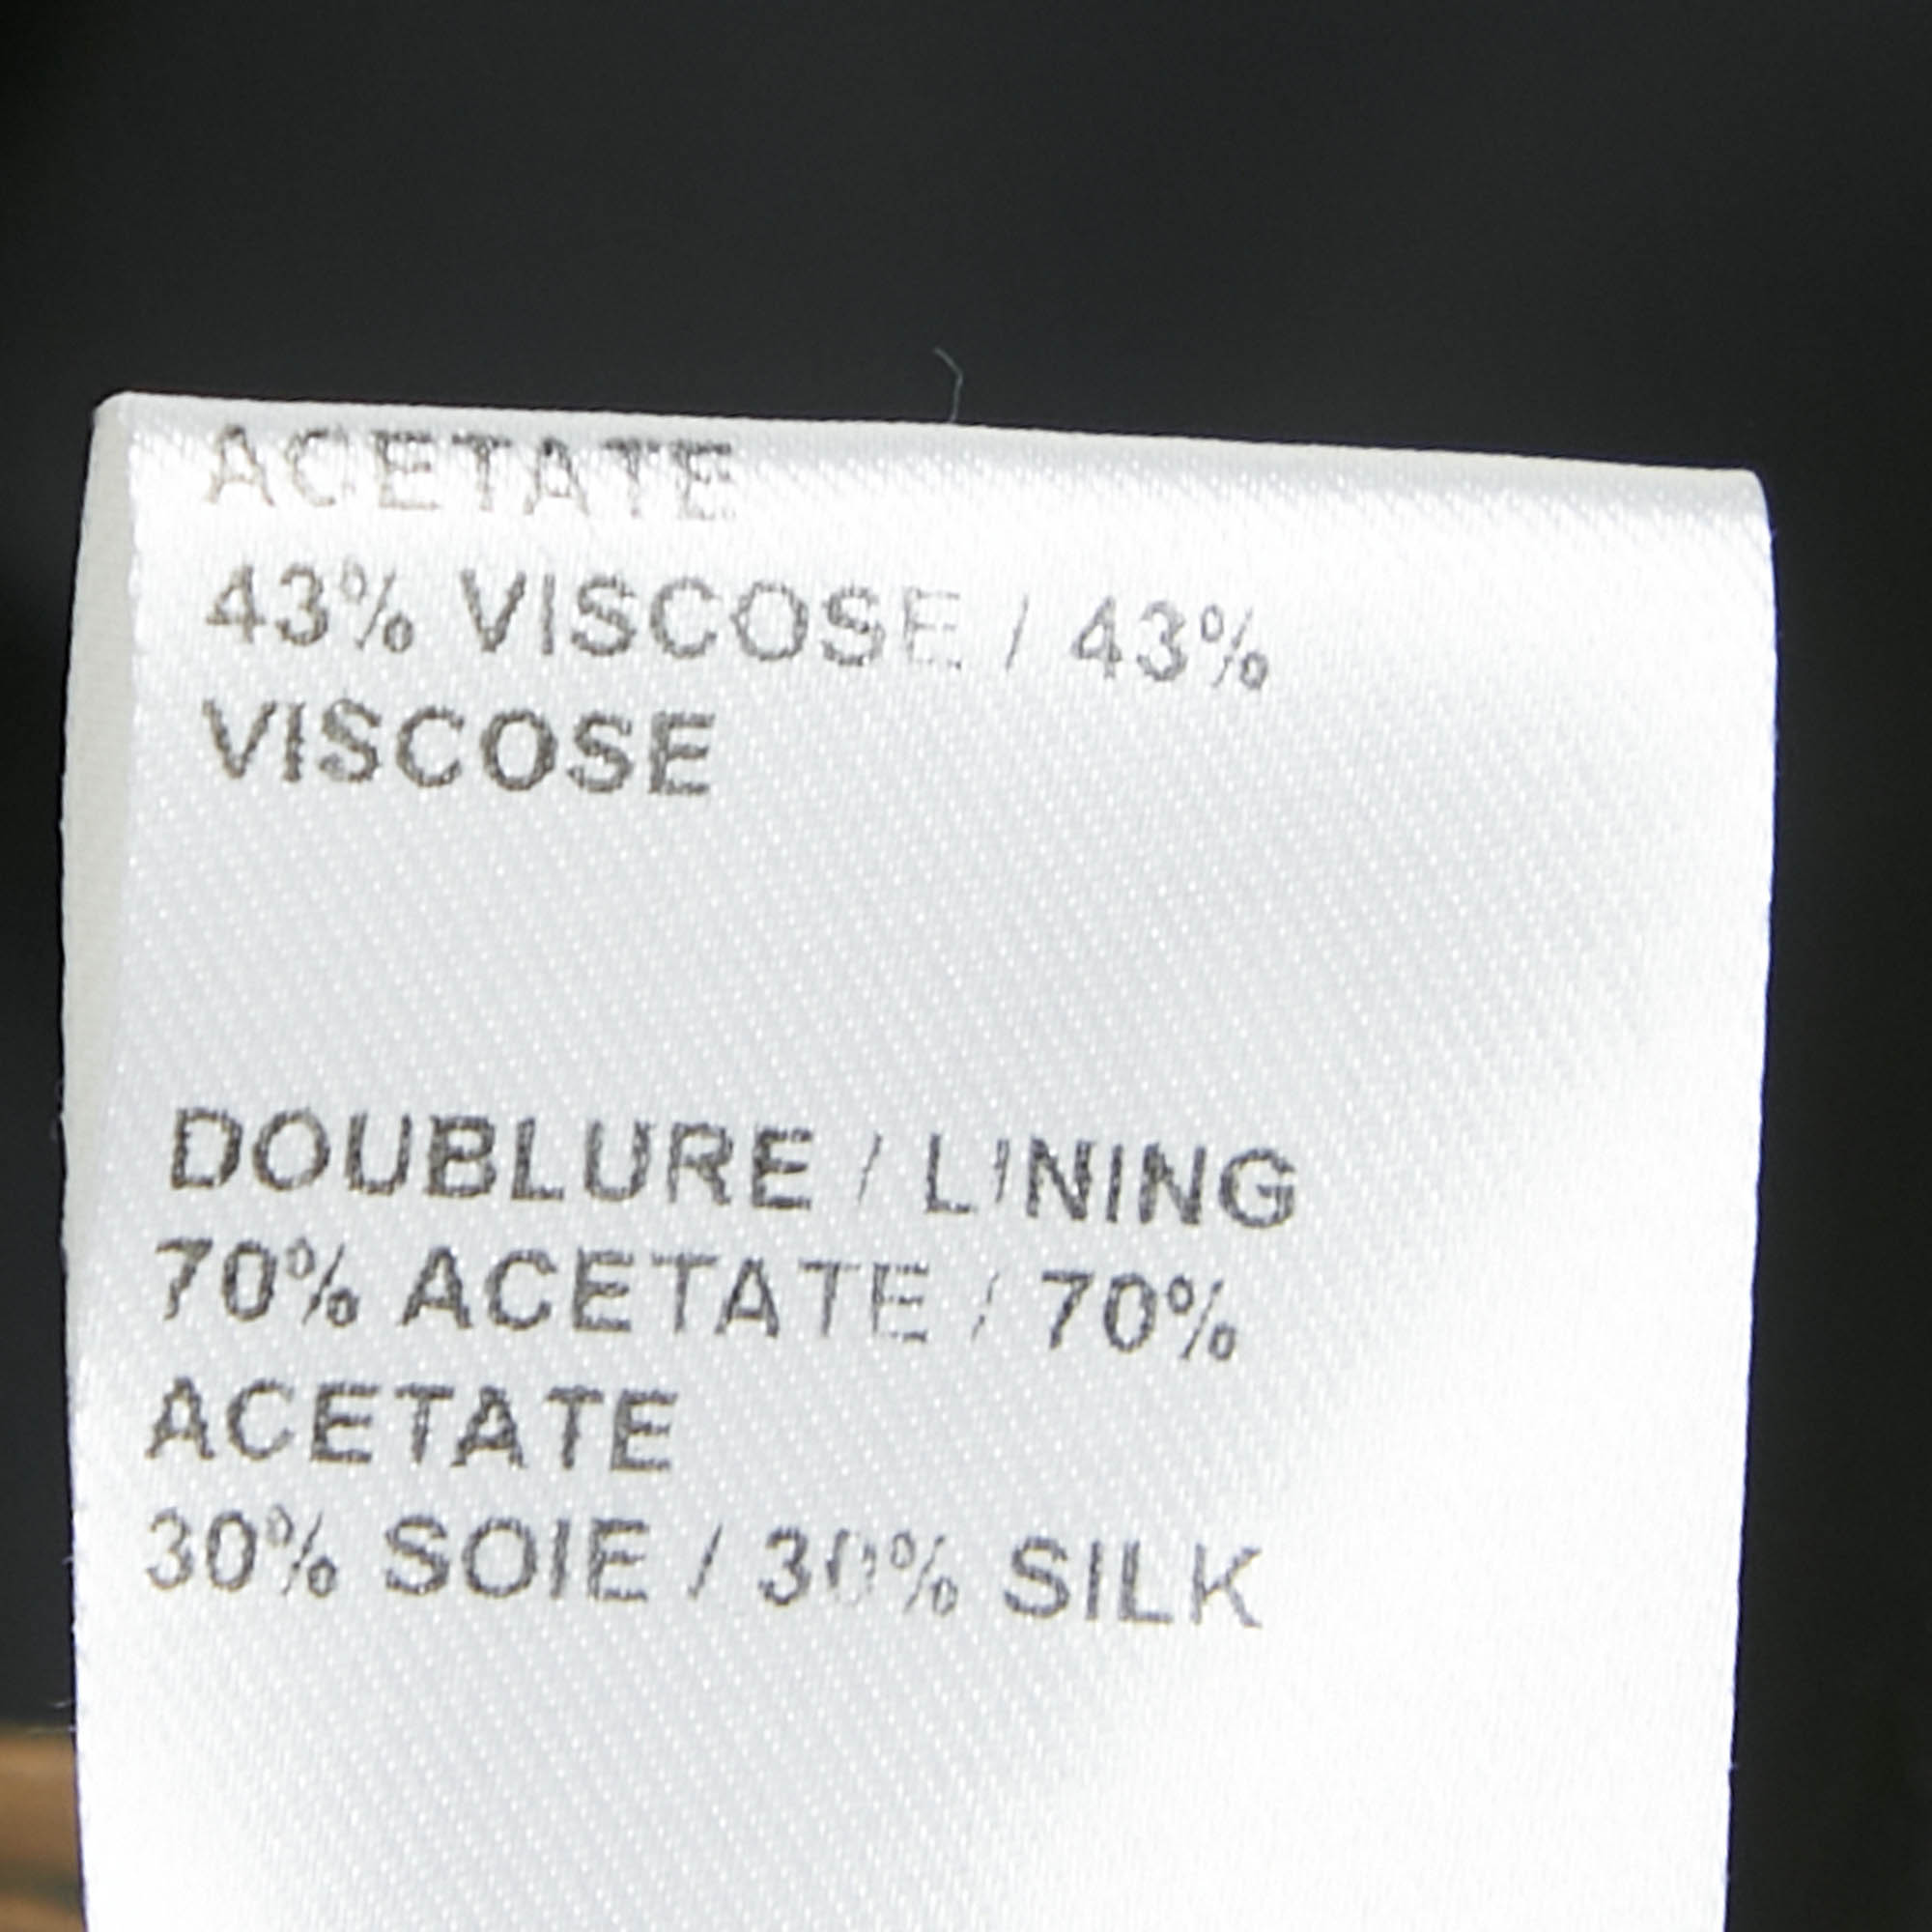 ACETATE
43% VISCOSE / 43%
VISCOSE
DOUBLURE / LINING
70% ACETATE / 70%
ACETATE
30% SOIE / 30% SILK